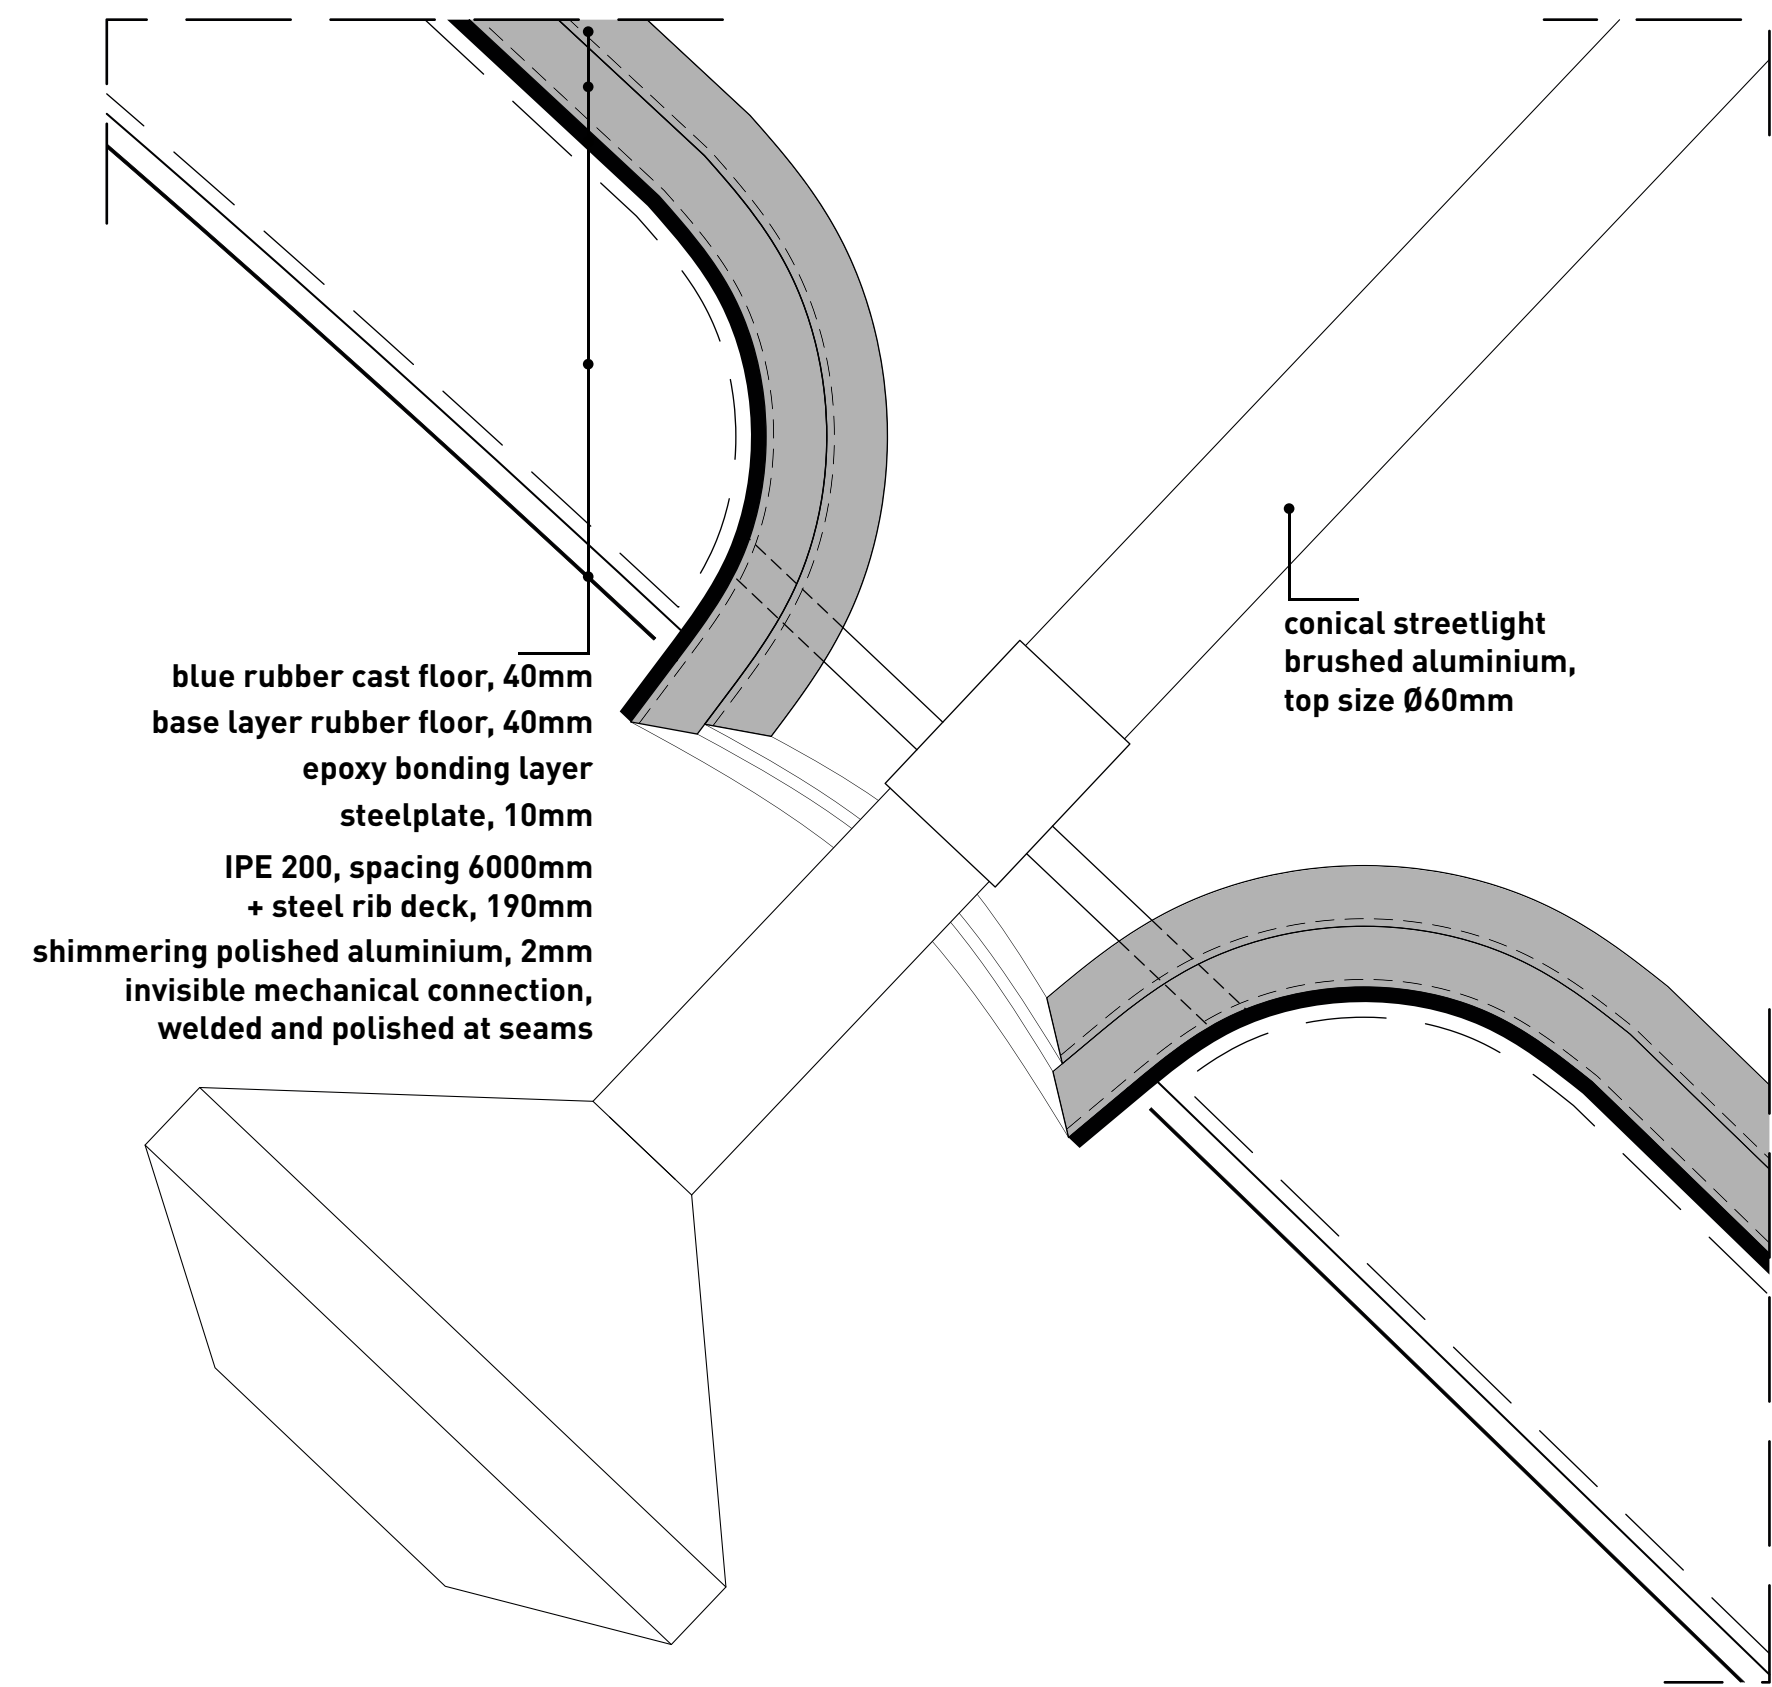 blue rubber cast floor, 40mm
base layer rubber floor, 40mm
epoxy bonding layer
steelplate, 10mm
IPE 200, spacing 6000mm
+ steel rib deck, 190mm
shimmering polished aluminium, 2mm
invisible mechanical connection,
welded and polished at seams
conical streetlight
brushed aluminium,
top size Ø60mm